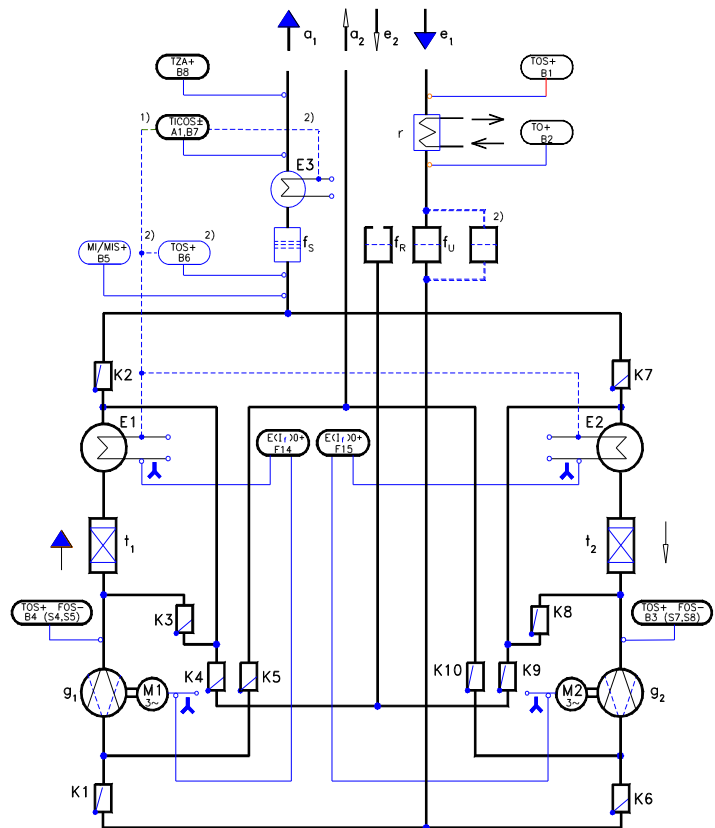 a1
a2
e2
e1
TZA+
B8
TOS+
B1
1)
TICOS±
A1,B7
2)
r
TO+
B2
E3
MI/MIS+
B5
2)
TOS+
B6
2)
fS
fR
fU
2)
K2
K7
E1
E(If)0+
F14
E(If)0+
F15
E2
t1
t2
TOS+ FOS-
B4 (S4,S5)
K3
K8
TOS+ FOS-
B3 (S7,S8)
K4
K5
K10
K9
g1
M1
3~
M2
3~
g2
K1
K6